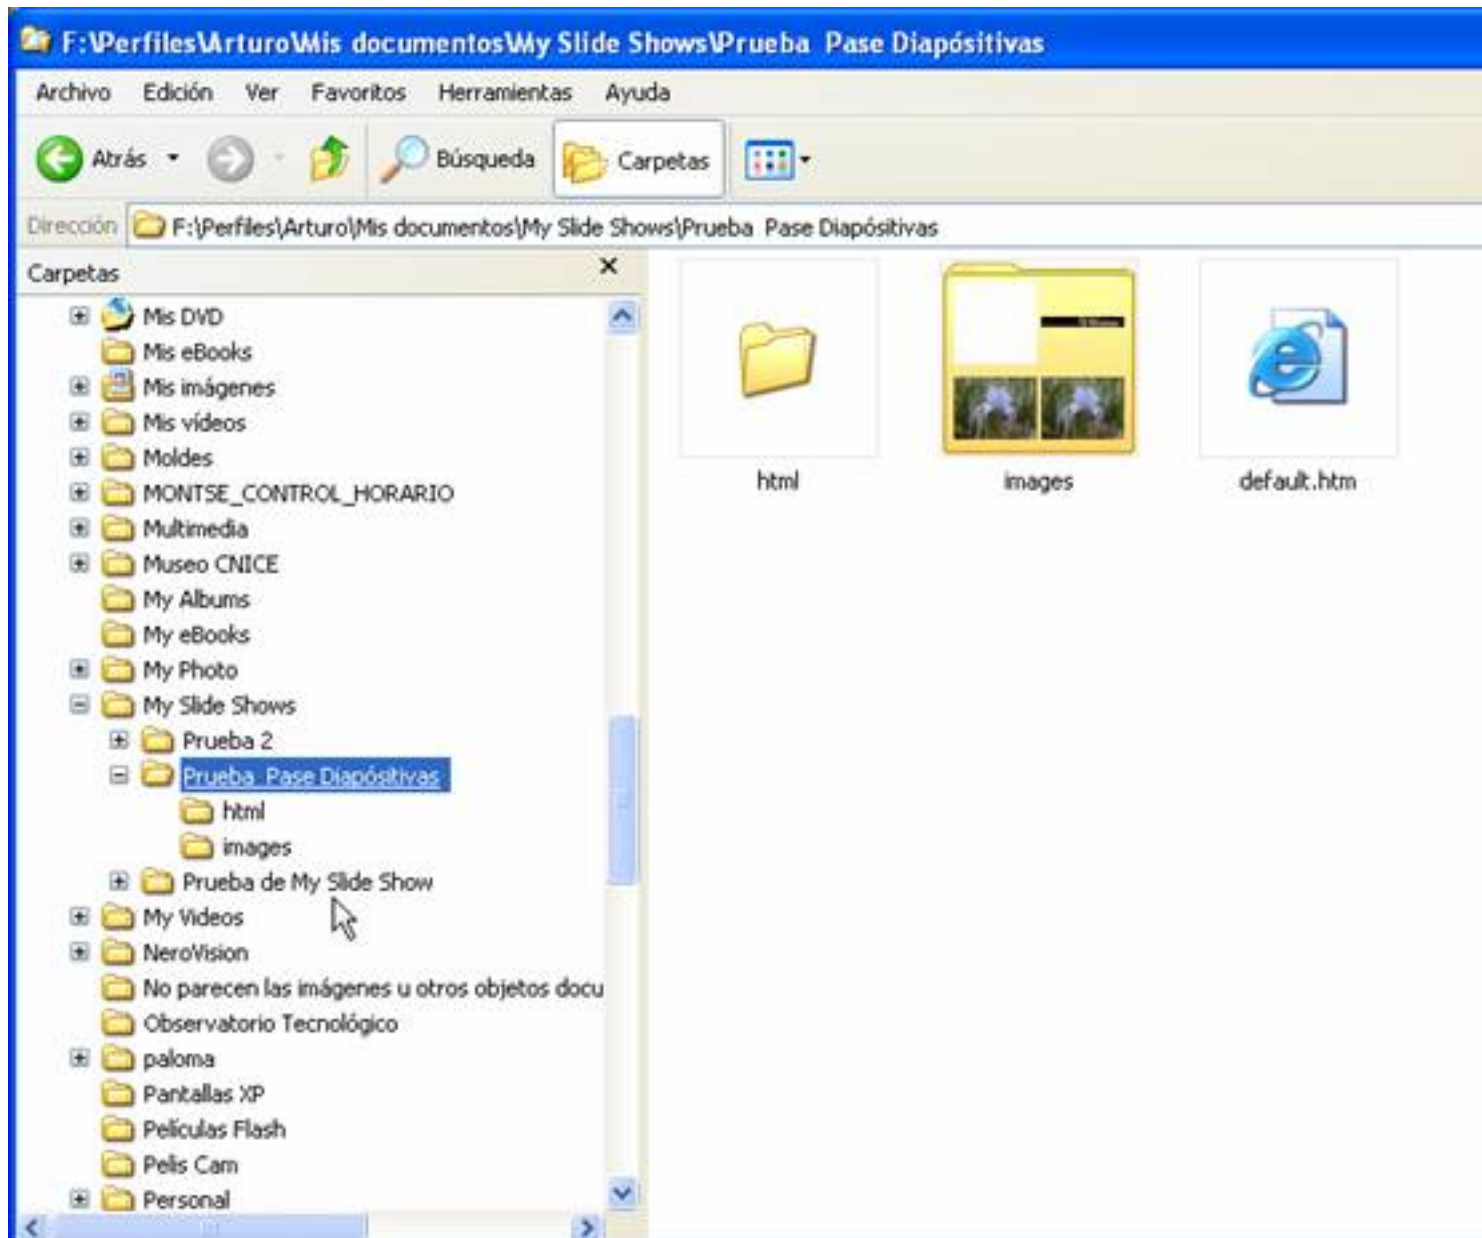 F:\Perfiles\Arturo\Mis documentos\My Slide Shows\Prueba  Pase Diapósitivas
Archivo Edición Ver Favoritos Herramientas Ayuda
Atrás Búsqueda Carpetas
Dirección F:\Perfiles\Arturo\Mis documentos\My Slide Shows\Prueba  Pase Diapósitivas
Carpetas
Mis DVD
Mis eBooks
Mis imágenes
Mis vídeos
Moldes
MONTSE_CONTROL_HORARIO
Multimedia
Museo CNICE
My Albums
My eBooks
My Photo
My Slide Shows
Prueba 2
Prueba  Pase Diapósitivas
html
images
Prueba de My Slide Show
My Videos
NeroVision
No parecen las imágenes u otros objetos docu
Observatorio Tecnológico
paloma
Pantallas XP
Películas Flash
Pelis Cam
Personal
html images default.htm